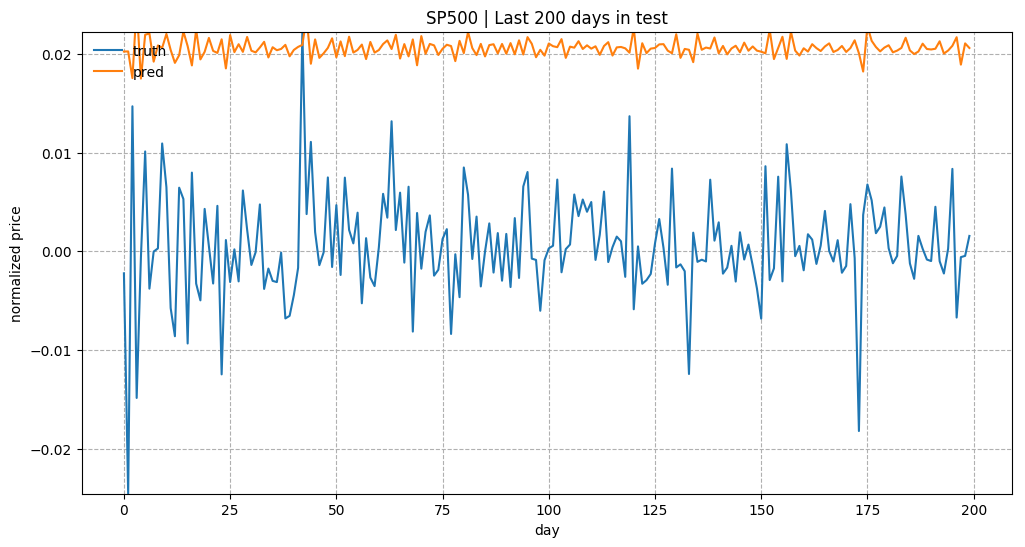 SP500 | Last 200 days in test
truth
pred
0.02
0.01
0.00
−0.01
−0.02
normalized price
0 25 50 75 100 125 150 175 200
day